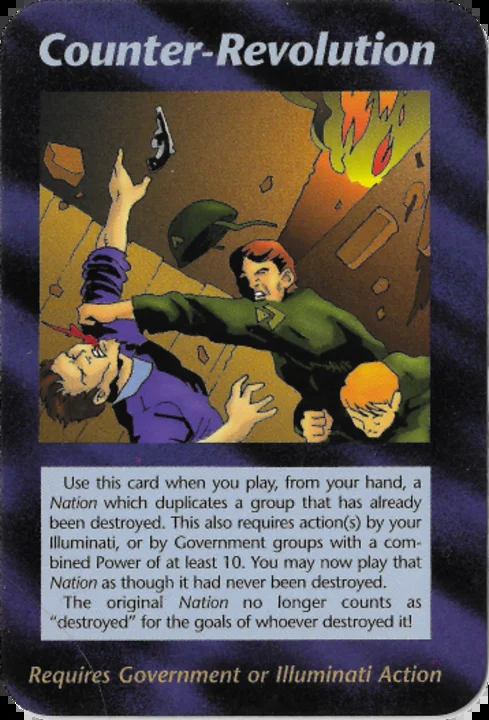 Counter-Revolution
Use this card when you play, from your hand, a
Nation which duplicates a group that has already
been destroyed. This also requires action(s) by your
Illuminati, or by Government groups with a com-
bined Power of at least 10. You may now play that
Nation as though it had never been destroyed.
The original Nation no longer counts as
"destroyed" for the goals of whoever destroyed it!
Requires Government or Illuminati Action